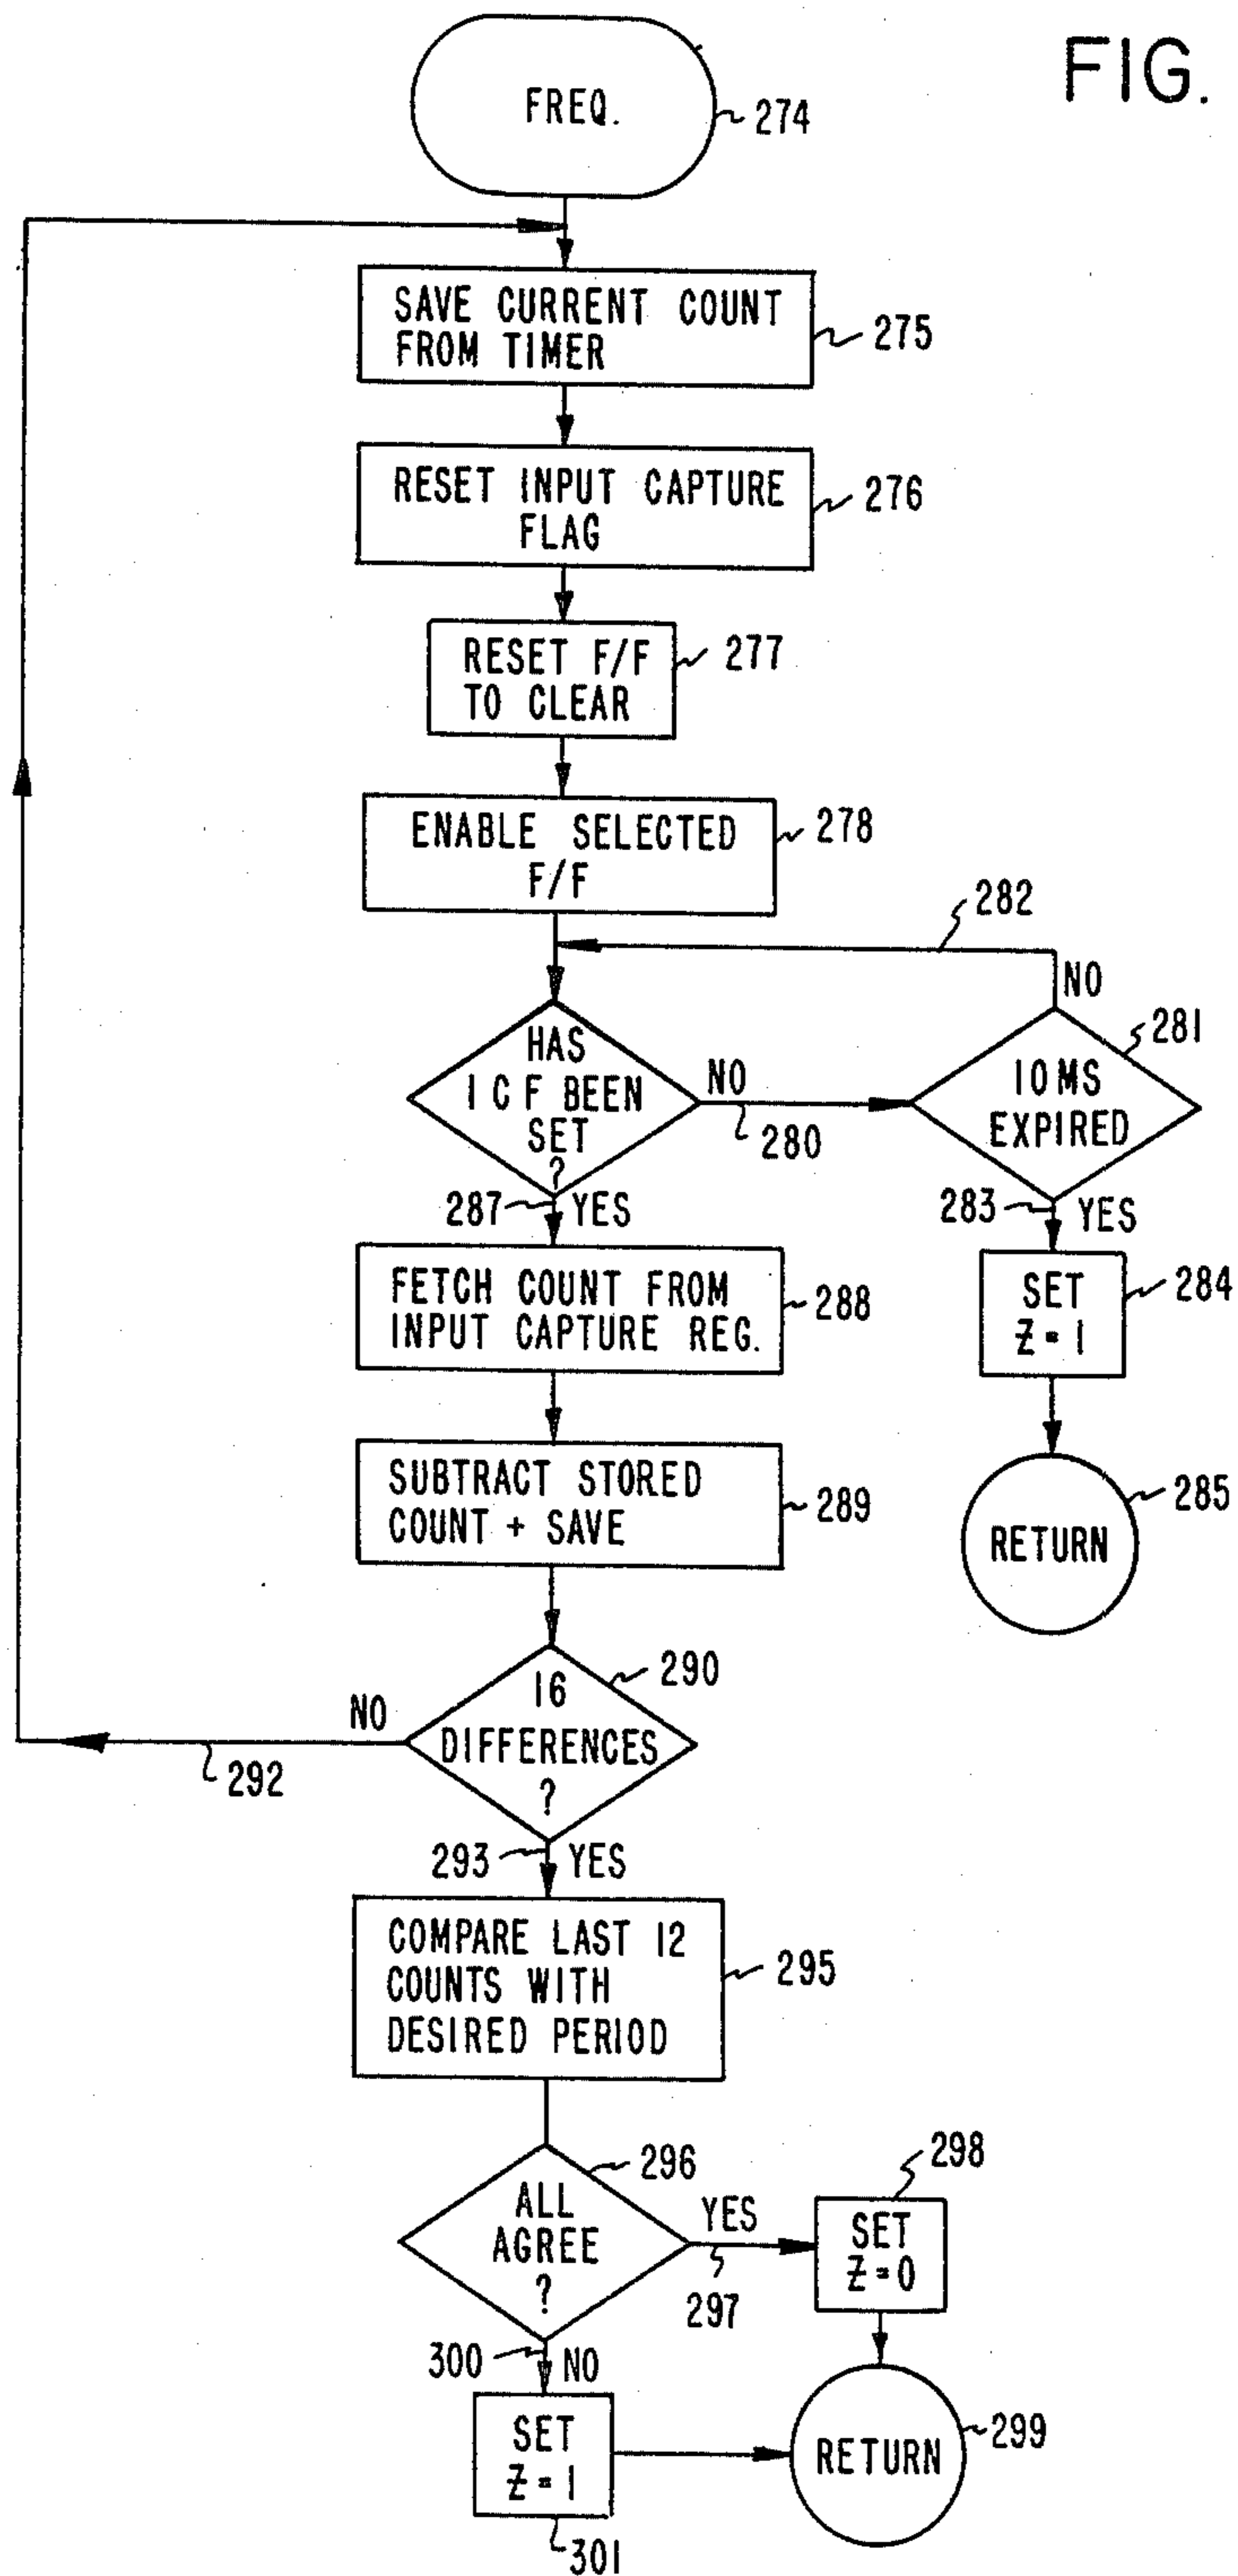 FIG.
FREQ.
274
SAVE CURRENT COUNT
FROM TIMER
275
RESET INPUT CAPTURE
FLAG
276
RESET F/F
TO CLEAR
277
ENABLE SELECTED
F/F
278
282
NO
HAS
I C F BEEN
SET
?
NO
280
10 MS
EXPIRED
281
287
YES
283
YES
FETCH COUNT FROM
INPUT CAPTURE REG.
288
SET
Z = 1
284
SUBTRACT STORED
COUNT + SAVE
289
RETURN
285
16
DIFFERENCES
?
290
NO
292
293
YES
COMPARE LAST 12
COUNTS WITH
DESIRED PERIOD
295
ALL
AGREE
?
296
YES
297
SET
Z = 0
298
300
NO
SET
Z = 1
301
RETURN
299